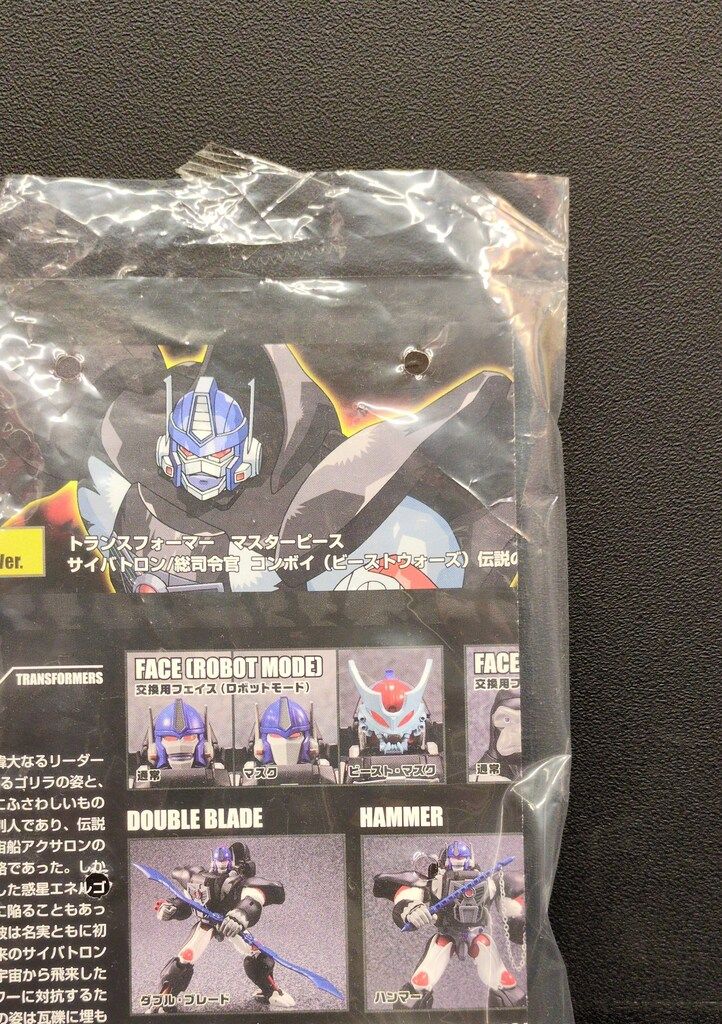 Ver.
トランスフォーマー マスターピース
サイバトロン/総司令官 コンボイ（ビーストウォーズ）伝説の
TRANSFORMERS
FACE (ROBOT MODE)
交換用フェイス（ロボットモード）
通常
マスク
ビースト・マスク
FACE
交換用フ
通常
偉大なるリーダー
るゴリラの姿と、
にふさわしいもの
別人であり、伝説
宙船アクサロンの
略であった。しか
した惑星エネルゴ
に陥ることもあっ
彼は名実ともに初
来のサイバトロン
宇宙から飛来した
ワーに対抗するた
の姿は瓦礫に埋も
DOUBLE BLADE
ダブル・ブレード
HAMMER
ハンマー